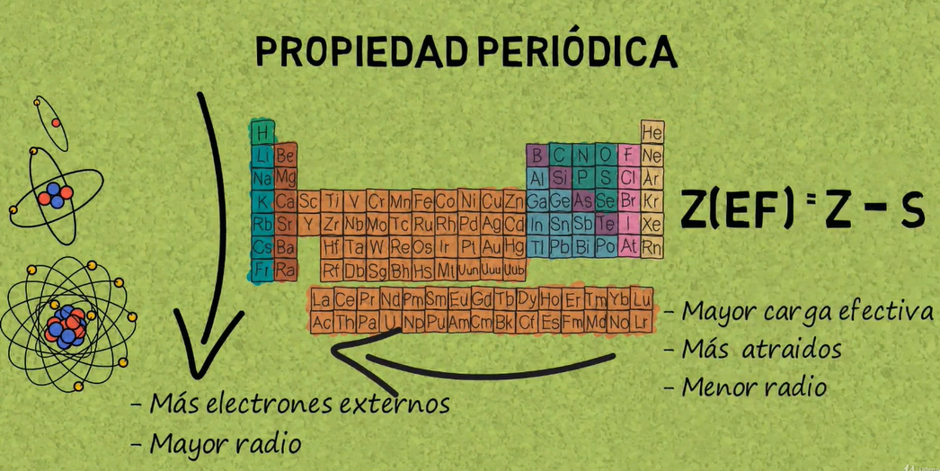 PROPIEDAD PERIÓDICA
H He
Li Be B C N O F Ne
Na Mg Al Si P S Cl Ar
K Ca Sc Ti V Cr Mn Fe Co Ni Cu Zn Ga Ge As Se Br Kr
Rb Sr Y Zr Nb Mo Tc Ru Rh Pd Ag Cd In Sn Sb Te I Xe
Cs Ba Hf Ta W Re Os Ir Pt Au Hg Tl Pb Bi Po At Rn
Fr Ra Rf Db Sg Bh Hs Mt Uun Uuu Uub
La Ce Pr Nd Pm Sm Eu Gd Tb Dy Ho Er Tm Yb Lu
Ac Th Pa U Np Pu Am Cm Bk Cf Es Fm Md No Lr
Z(EF) = Z - S
- Mayor carga efectiva
- Más atraidos
- Menor radio
- Más electrones externos
- Mayor radio